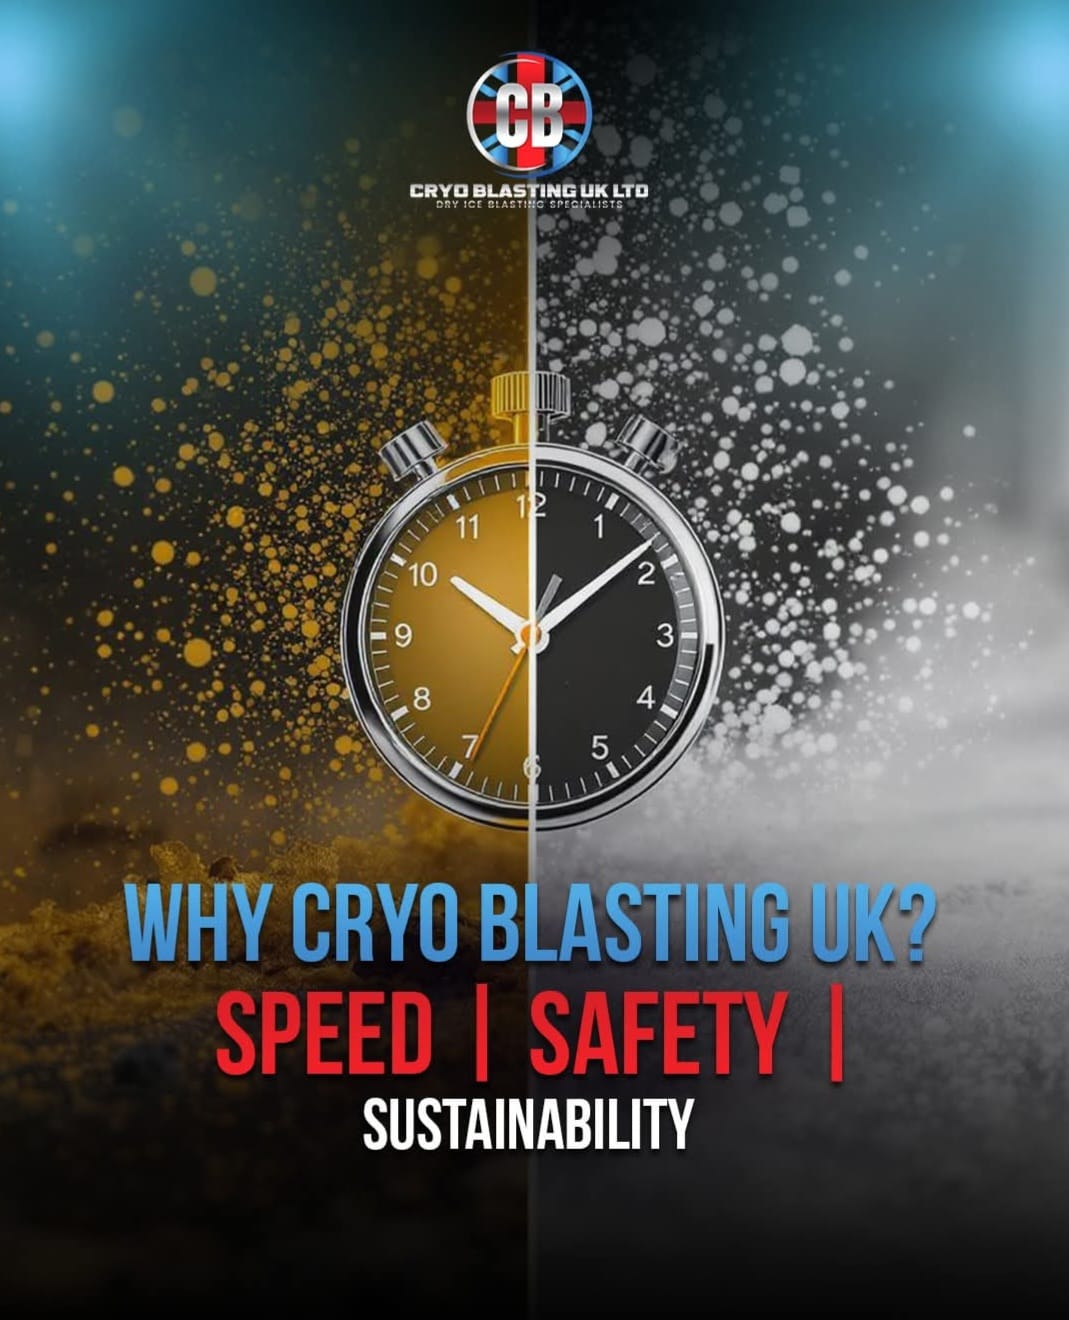 CB
CRYO BLASTING UK LTD
DRY ICE BLASTING SPECIALISTS
12
11
1
10
2
9
3
8
4
7
5
6
WHY CRYO BLASTING UK?
SPEED | SAFETY |
SUSTAINABILITY